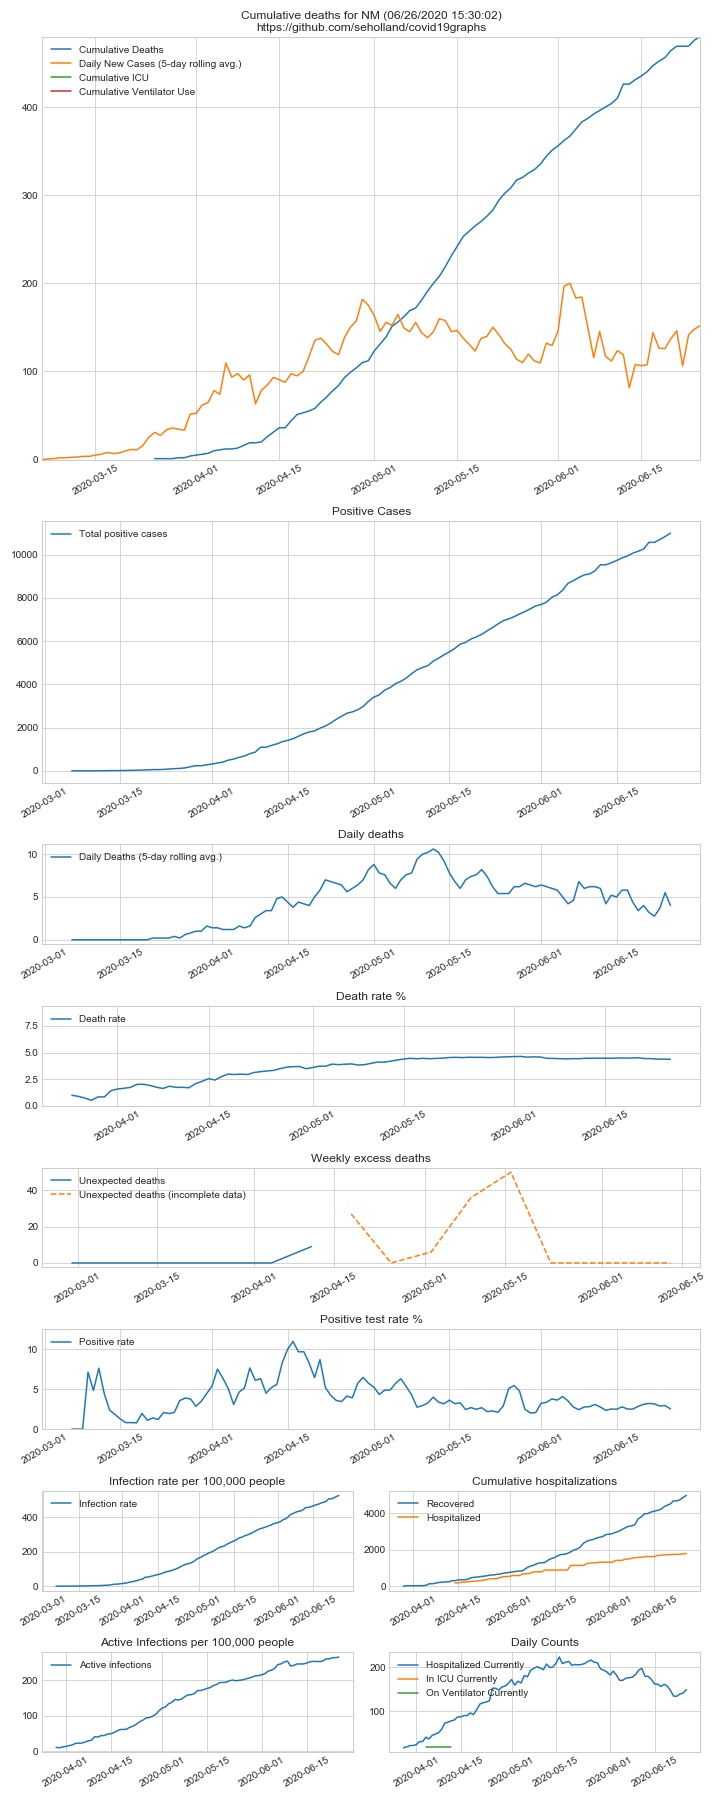 Cumulative deaths for NM (06/26/2020 15:30:02)
https://github.com/seholland/covid19graphs
Cumulative Deaths
Daily New Cases (5-day rolling avg.)
Cumulative ICU
Cumulative Ventilator Use
400
300
200
100
0
2020-03-15 2020-04-01 2020-04-15 2020-05-01 2020-05-15 2020-06-01 2020-06-15
Positive Cases
Total positive cases
10000
8000
6000
4000
2000
0
2020-03-01 2020-03-15 2020-04-01 2020-04-15 2020-05-01 2020-05-15 2020-06-01 2020-06-15
Daily deaths
Daily Deaths (5-day rolling avg.)
10
5
0
2020-03-01 2020-03-15 2020-04-01 2020-04-15 2020-05-01 2020-05-15 2020-06-01 2020-06-15
Death rate %
Death rate
7.5
5.0
2.5
0.0
2020-04-01 2020-04-15 2020-05-01 2020-05-15 2020-06-01 2020-06-15
Weekly excess deaths
Unexpected deaths
Unexpected deaths (incomplete data)
40
20
0
2020-03-01 2020-03-15 2020-04-01 2020-04-15 2020-05-01 2020-05-15 2020-06-01 2020-06-15
Positive test rate %
Positive rate
10
5
0
2020-03-01 2020-03-15 2020-04-01 2020-04-15 2020-05-01 2020-05-15 2020-06-01 2020-06-15
Infection rate per 100,000 people
Infection rate
400
200
0
2020-03-01 2020-03-15 2020-04-01 2020-04-15 2020-05-01 2020-05-15 2020-06-01 2020-06-15
Cumulative hospitalizations
Recovered
Hospitalized
4000
2000
0
2020-04-01 2020-04-15 2020-05-01 2020-05-15 2020-06-01 2020-06-15
Active Infections per 100,000 people
Active infections
200
100
0
2020-04-01 2020-04-15 2020-05-01 2020-05-15 2020-06-01 2020-06-15
Daily Counts
Hospitalized Currently
In ICU Currently
On Ventilator Currently
200
100
2020-04-01 2020-04-15 2020-05-01 2020-05-15 2020-06-01 2020-06-15